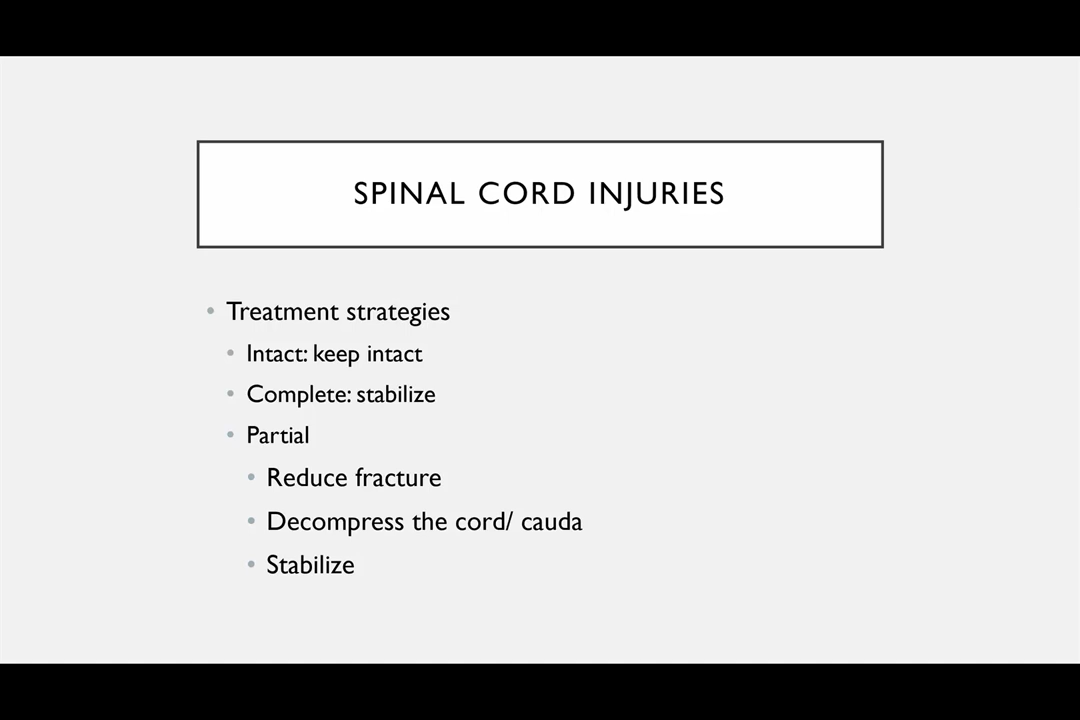 SPINAL CORD INJURIES
• Treatment strategies
• Intact: keep intact
• Complete: stabilize
• Partial
• Reduce fracture
• Decompress the cord/ cauda
• Stabilize